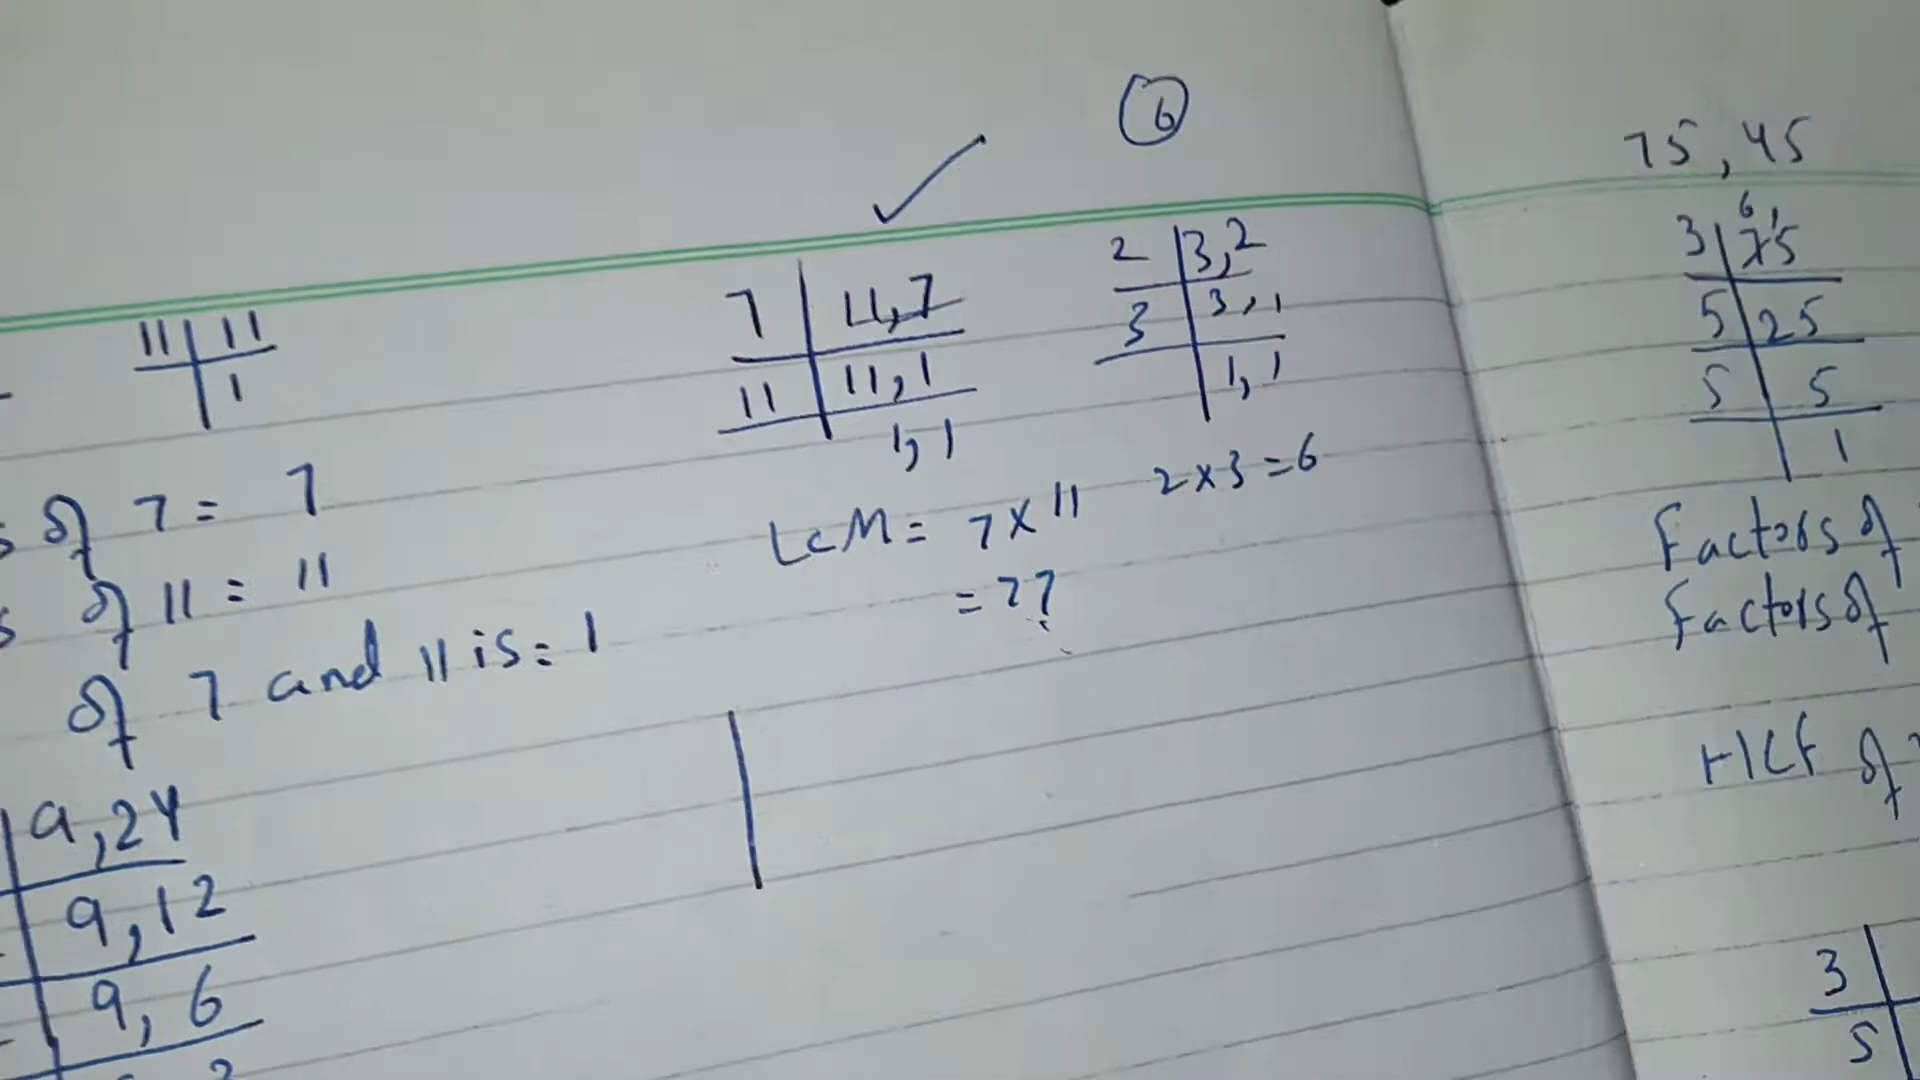 6
11 | 11
1
s of 7 = 7
s of 11 = 11
of 7 and 11 is = 1
9, 24
9, 12
9, 6
7 | 11, 7
11 | 11, 1
1, 1
LCM = 7 x 11
= 77
2 | 3, 2
3 | 3, 1
1, 1
2 x 3 = 6
75, 45
6 1
3 | 75
5 | 25
5 | 5
1
Factors of
Factors of
HCF of
3
5